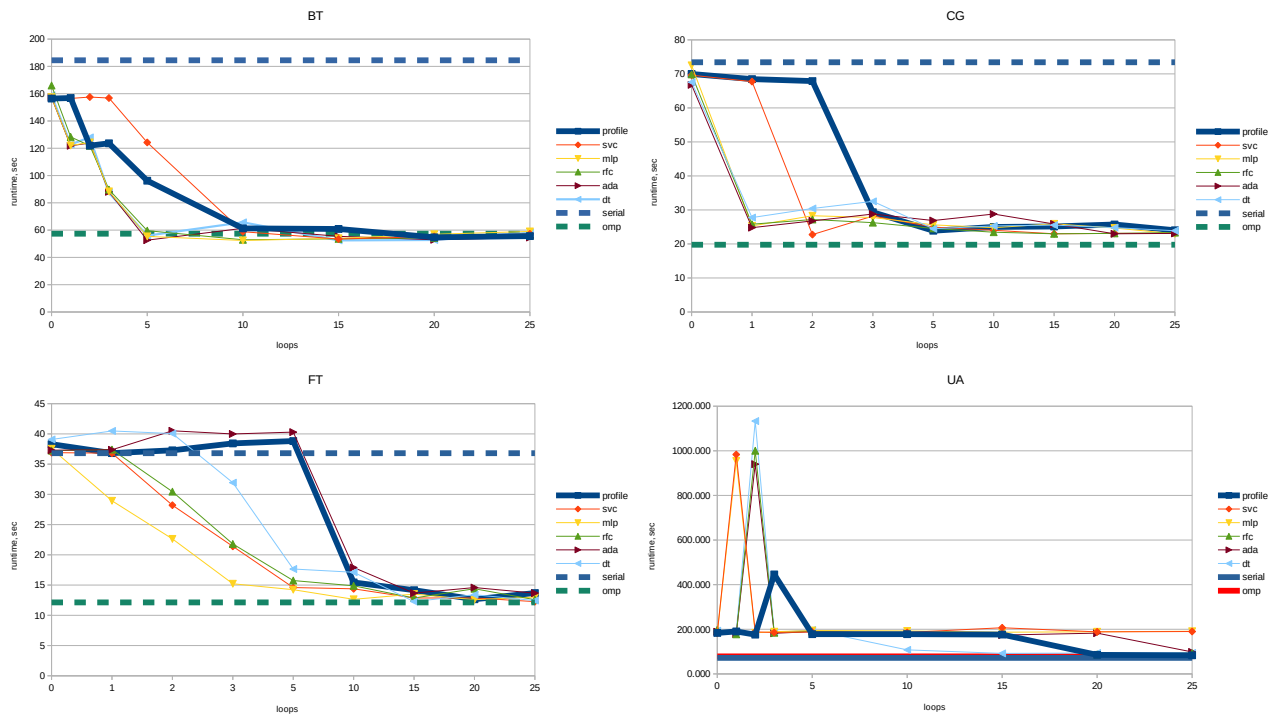 BT
200
180
160
140
120
100
80
60
40
20
0
runtime, sec
0 5 10 15 20 25
loops
profile
svc
mlp
rfc
ada
dt
serial
omp
CG
80
70
60
50
40
30
20
10
0
runtime, sec
0 1 2 3 5 10 15 20 25
loops
profile
svc
mlp
rfc
ada
dt
serial
omp
FT
45
40
35
30
25
20
15
10
5
0
runtime, sec
0 1 2 3 5 10 15 20 25
loops
profile
svc
mlp
rfc
ada
dt
serial
omp
UA
1200.000
1000.000
800.000
600.000
400.000
200.000
0.000
runtime, sec
0 5 10 15 20 25
loops
profile
svc
mlp
rfc
ada
dt
serial
omp